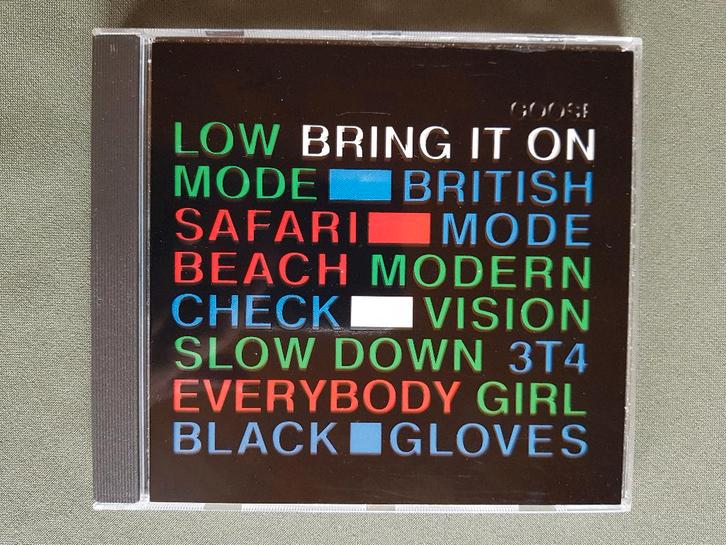 GOOSE
LOW BRING IT ON
MODE BRITISH
SAFARI MODE
BEACH MODERN
CHECK VISION
SLOW DOWN 3T4
EVERYBODY GIRL
BLACK GLOVES